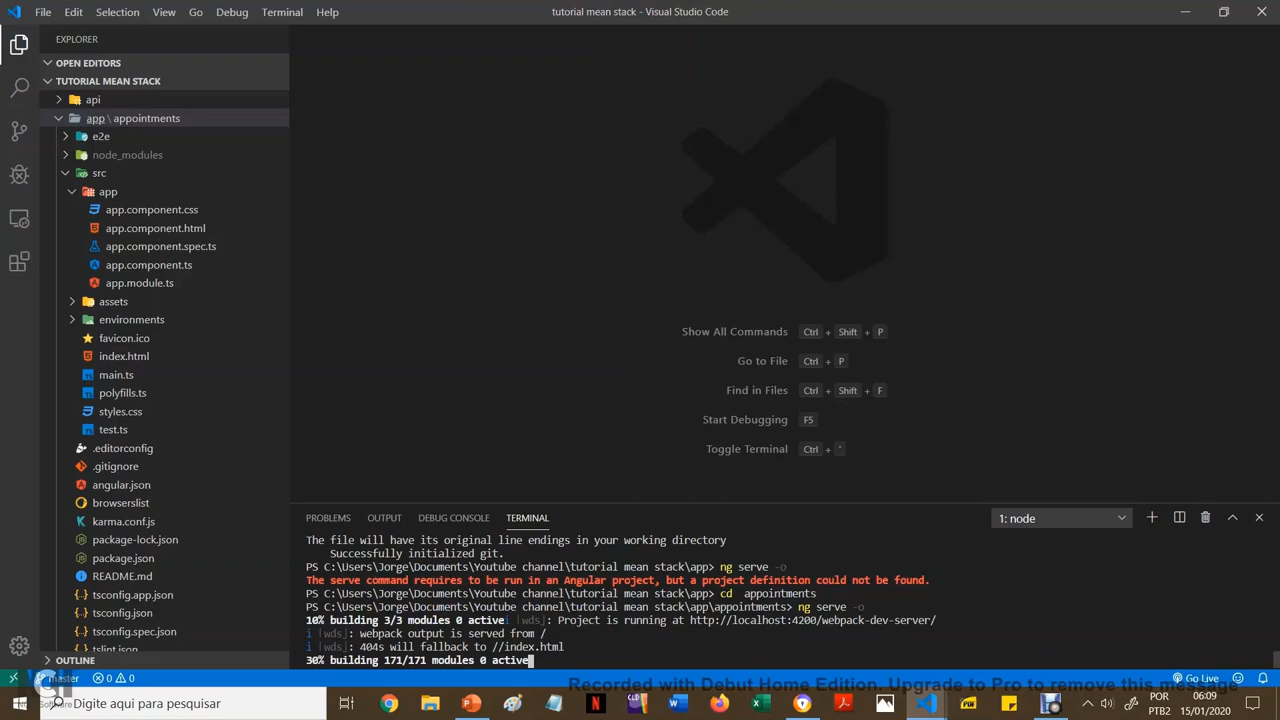 File Edit Selection View Go Debug Terminal Help
tutorial mean stack - Visual Studio Code
EXPLORER
OPEN EDITORS
TUTORIAL MEAN STACK
api
app \ appointments
e2e
node_modules
src
app
app.component.css
app.component.html
app.component.spec.ts
app.component.ts
app.module.ts
assets
environments
favicon.ico
index.html
main.ts
polyfills.ts
styles.css
test.ts
.editorconfig
.gitignore
angular.json
browserslist
karma.conf.js
package-lock.json
package.json
README.md
tsconfig.app.json
tsconfig.json
tsconfig.spec.json
tslint.json
OUTLINE
Show All Commands Ctrl + Shift + P
Go to File Ctrl + P
Find in Files Ctrl + Shift + F
Start Debugging F5
Toggle Terminal Ctrl + `
PROBLEMS OUTPUT DEBUG CONSOLE TERMINAL
1: node
The file will have its original line endings in your working directory
Successfully initialized git.
PS C:\Users\Jorge\Documents\Youtube channel\tutorial mean stack\app> ng serve -o
The serve command requires to be run in an Angular project, but a project definition could not be found.
PS C:\Users\Jorge\Documents\Youtube channel\tutorial mean stack\app> cd appointments
PS C:\Users\Jorge\Documents\Youtube channel\tutorial mean stack\app\appointments> ng serve -o
10% building 3/3 modules 0 activei ｢wds｣: Project is running at http://localhost:4200/webpack-dev-server/
i ｢wds｣: webpack output is served from /
i ｢wds｣: 404s will fallback to //index.html
30% building 171/171 modules 0 active
master
0 0
Go Live
Recorded with Debut Home Edition. Upgrade to Pro to remove this message
Software
Digite aqui para pesquisar
POR
PTB2
06:09
15/01/2020